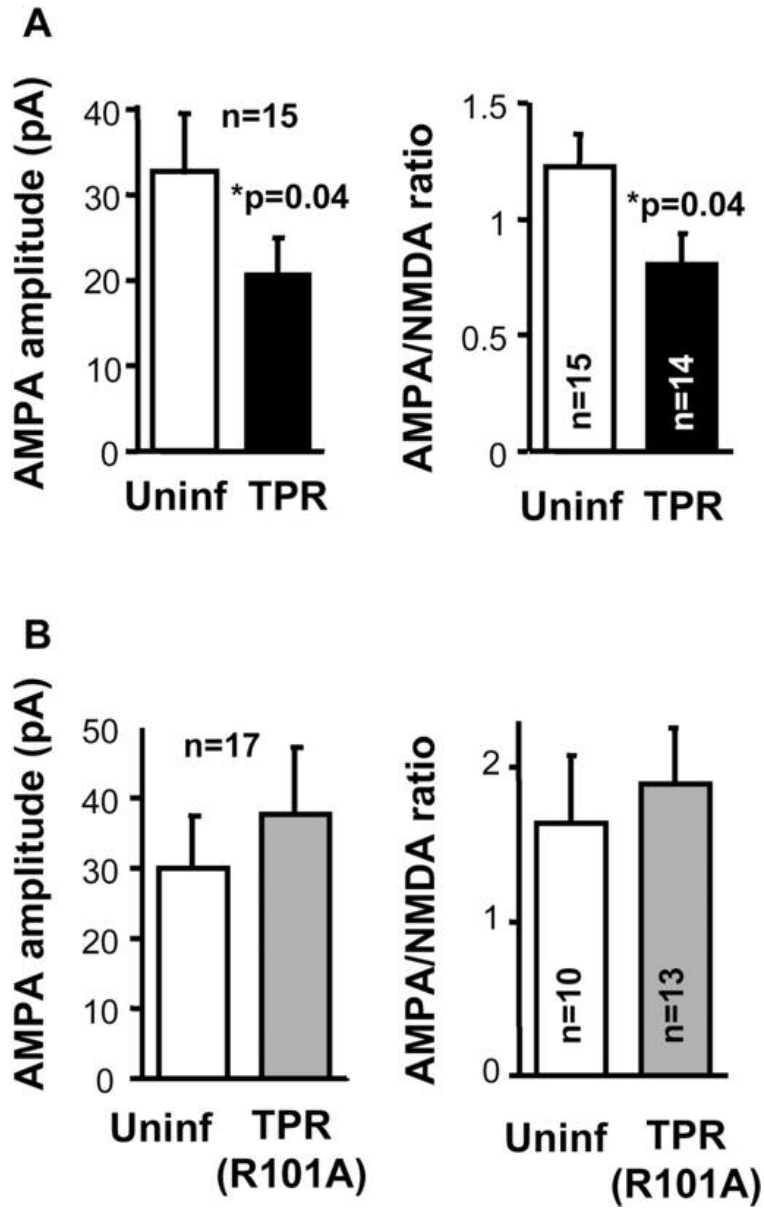 A
AMPA amplitude (pA)
40
30
20
10
0
n=15
*p=0.04
Uninf TPR
AMPA/NMDA ratio
1.5
1
0.5
0
*p=0.04
n=15
n=14
Uninf TPR
B
AMPA amplitude (pA)
50
40
30
20
10
0
n=17
Uninf TPR
(R101A)
AMPA/NMDA ratio
2
1
0
n=10
n=13
Uninf TPR
(R101A)